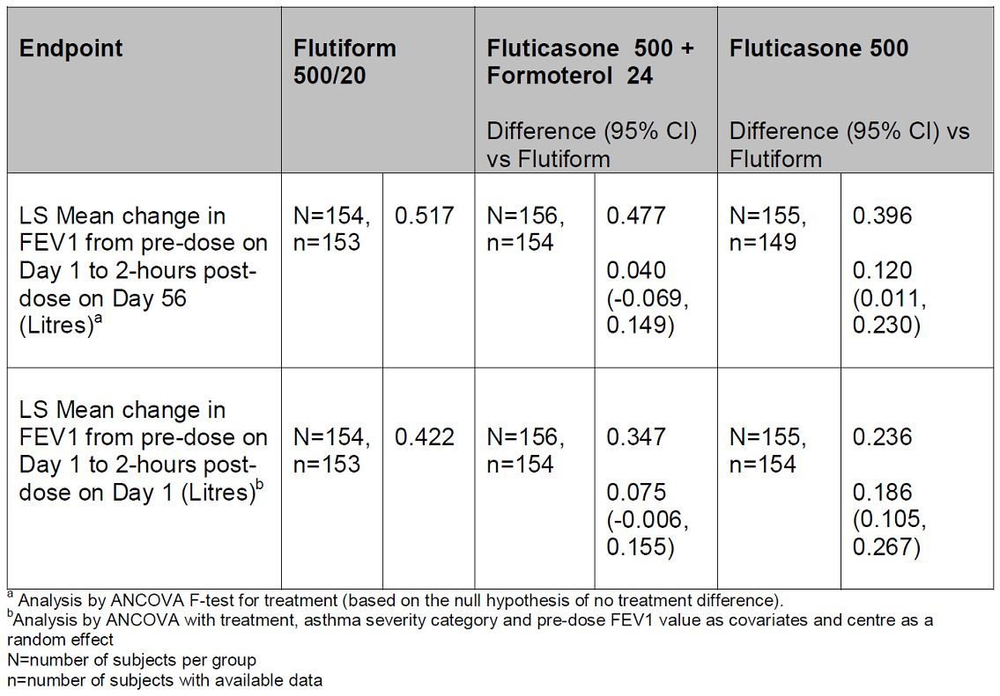 Endpoint
Flutiform
500/20
Fluticasone 500 +
Formoterol 24
Difference (95% CI)
vs Flutiform
Fluticasone 500
Difference (95% CI) vs
Flutiform
LS Mean change in
FEV1 from pre-dose on
Day 1 to 2-hours post-
dose on Day 56
(Litres)a
N=154,
n=153
0.517
N=156,
n=154
0.477
0.040
(-0.069,
0.149)
N=155,
n=149
0.396
0.120
(0.011,
0.230)
LS Mean change in
FEV1 from pre-dose on
Day 1 to 2-hours post-
dose on Day 1 (Litres)b
N=154,
n=153
0.422
N=156,
n=154
0.347
0.075
(-0.006,
0.155)
N=155,
n=154
0.236
0.186
(0.105,
0.267)
a Analysis by ANCOVA F-test for treatment (based on the null hypothesis of no treatment difference).
bAnalysis by ANCOVA with treatment, asthma severity category and pre-dose FEV1 value as covariates and centre as a
random effect
N=number of subjects per group
n=number of subjects with available data